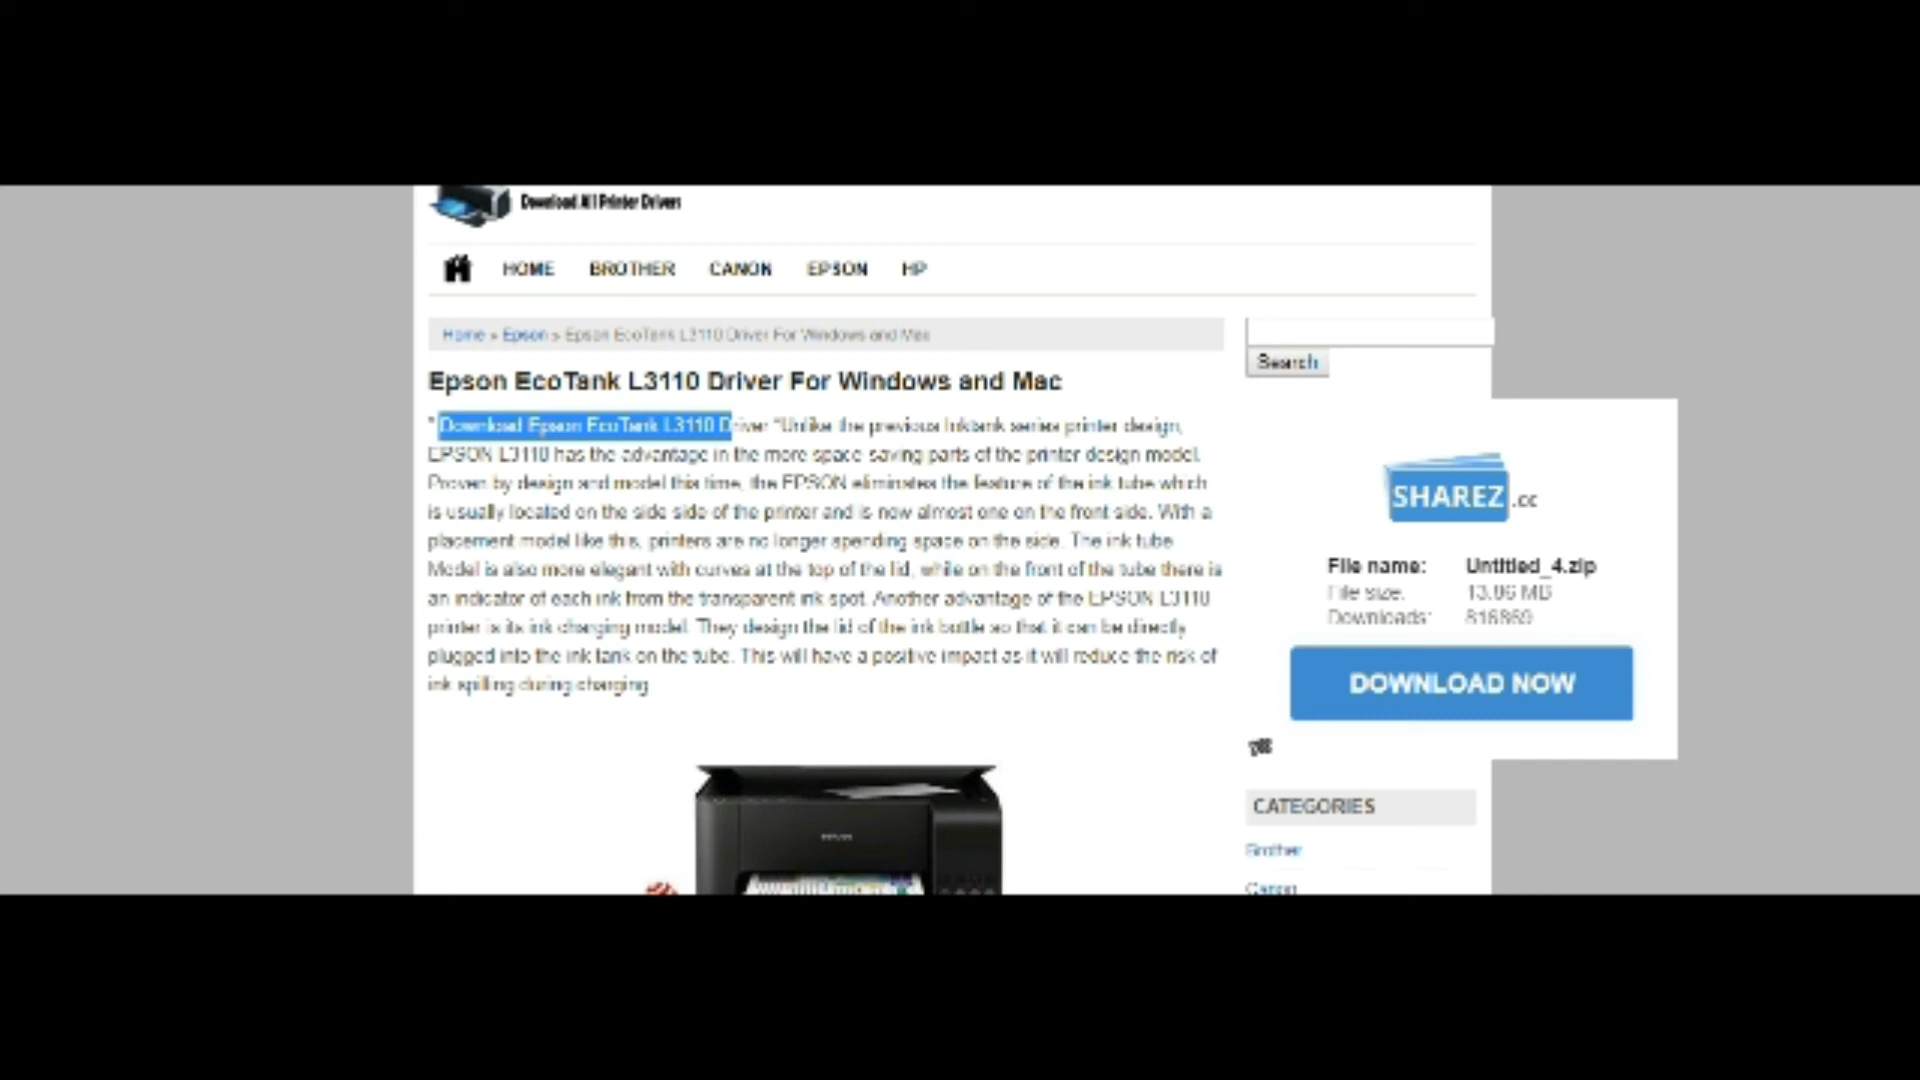 Download All Printer Drivers
HOME BROTHER CANON EPSON HP
Home » Epson » Epson EcoTank L3110 Driver For Windows and Mac
Search
Epson EcoTank L3110 Driver For Windows and Mac
" Download Epson EcoTank L3110 Driver "Unlike the previous Inktank series printer design,
EPSON L3110 has the advantage in the more space saving parts of the printer design model.
Proven by design and model this time, the EPSON eliminates the feature of the ink tube which
is usually located on the side side of the printer and is now almost one on the front side. With a
placement model like this, printers are no longer spending space on the side. The ink tube
Model is also more elegant with curves at the top of the lid, while on the front of the tube there is
an indicator of each ink from the transparent ink spot. Another advantage of the EPSON L3110
printer is its ink charging model. They design the lid of the ink bottle so that it can be directly
plugged into the ink tank on the tube. This will have a positive impact as it will reduce the risk of
ink spilling during charging
EPSON
SHAREZ.cc
File name: Untitled_4.zip
File size: 13.96 MB
Downloads: 816869
DOWNLOAD NOW
CATEGORIES
Brother
Canon